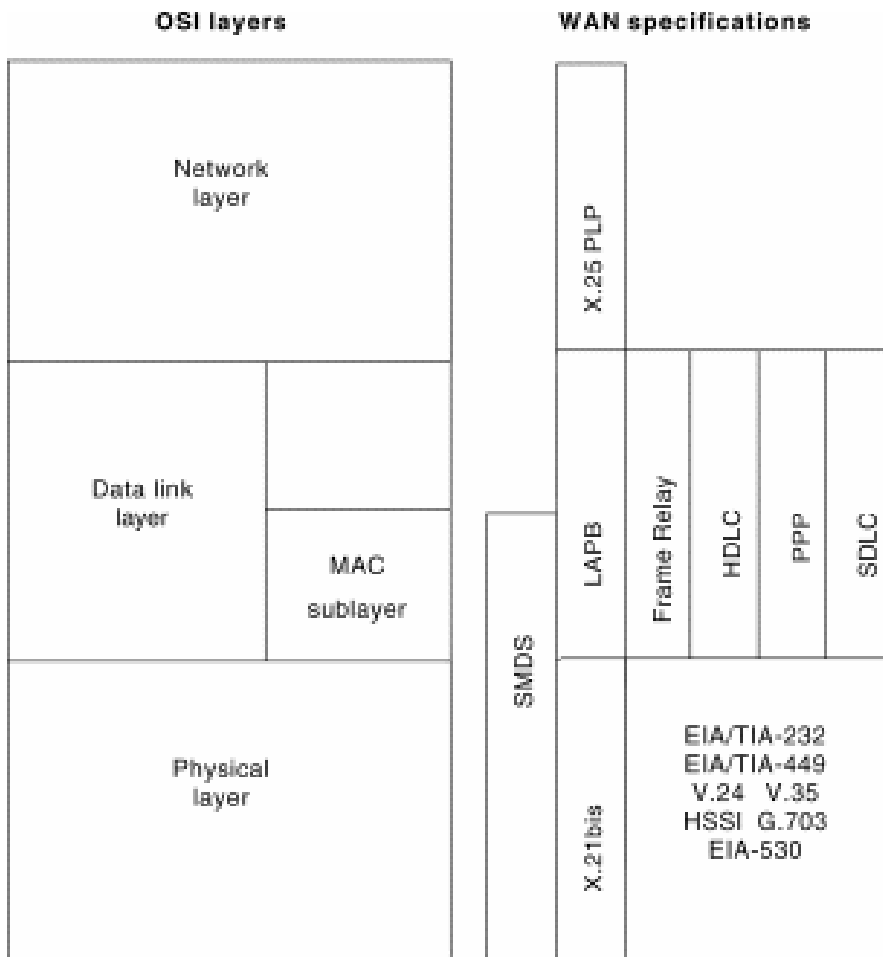 OSI layers
WAN specifications
Network
layer
X.25 PLP
Data link
layer
MAC
sublayer
SMDS
LAPB
Frame Relay
HDLC
PPP
SDLC
Physical
layer
X.21bis
EIA/TIA-232
EIA/TIA-449
V.24 V.35
HSSI G.703
EIA-530